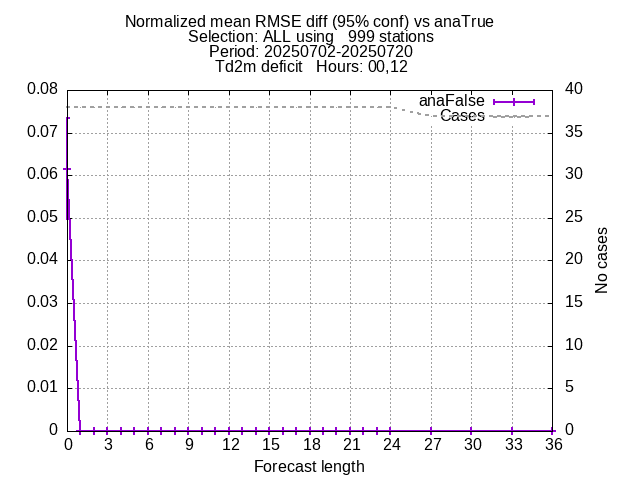 Normalized mean RMSE diff (95% conf) vs anaTrue
Selection: ALL using   999 stations
Period: 20250702-20250720
Td2m deficit   Hours: 00,12
0.08
0.07
0.06
0.05
0.04
0.03
0.02
0.01
0
anaFalse
Cases
40
35
30
25
20
15
10
5
0
No cases
0 3 6 9 12 15 18 21 24 27 30 33 36
Forecast length